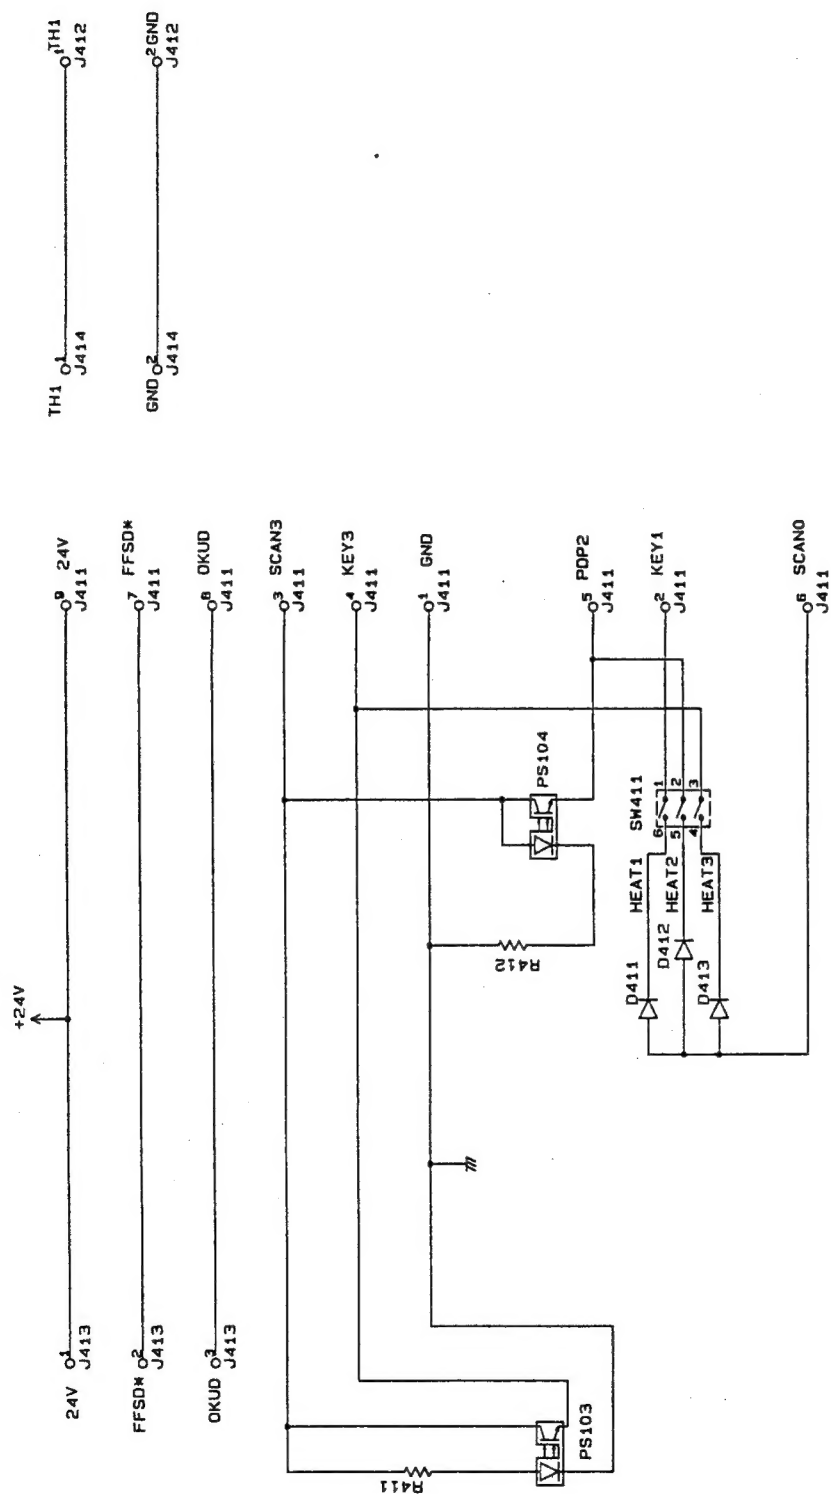 TH1
1
J414
1
TH1
J412
GND
2
J414
2
GND
J412
+24V
24V
1
J413
9
24V
J411
FFSD*
2
J413
7
FFSD*
J411
OKUD
3
J413
8
OKUD
J411
3
SCAN3
J411
4
KEY3
J411
1
GND
J411
R411
PS103
R412
PS104
5
PDP2
J411
D411
HEAT1
SW411
6
1
2
KEY1
J411
D412
HEAT2
5
2
D413
HEAT3
4
3
6
SCAN0
J411